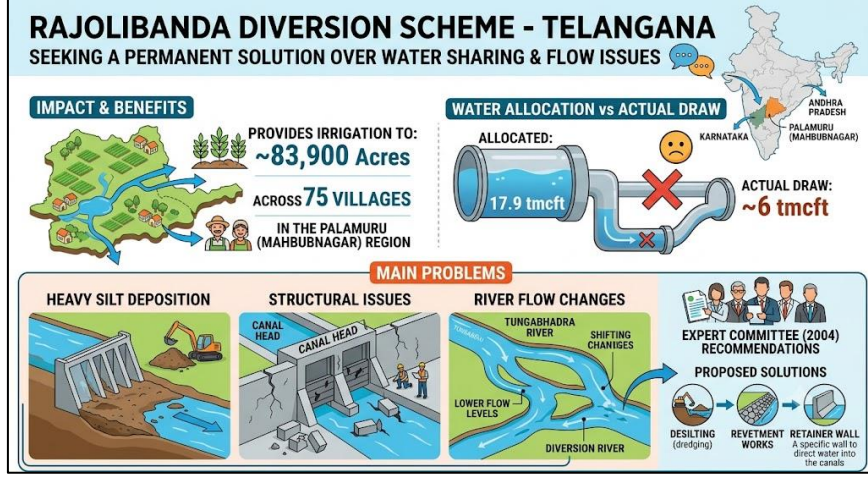 RAJOLIBANDA DIVERSION SCHEME - TELANGANA
SEEKING A PERMANENT SOLUTION OVER WATER SHARING & FLOW ISSUES
KARNATAKA
ANDHRA
PRADESH
PALAMURU
(MAHBUBNAGAR)
IMPACT & BENEFITS
PROVIDES IRRIGATION TO:
~83,900 Acres
ACROSS 75 VILLAGES
IN THE PALAMURU
(MAHBUBNAGAR) REGION
WATER ALLOCATION vs ACTUAL DRAW
ALLOCATED:
17.9 tmcft
ACTUAL DRAW:
~6 tmcft
MAIN PROBLEMS
HEAVY SILT DEPOSITION
STRUCTURAL ISSUES
CANAL
HEAD
CANAL HEAD
RIVER FLOW CHANGES
TUNGABHADRA
RIVER
SHIFTING
CHANIGES
LOWER FLOW
LEVELS
DIVERSION RIVER
EXPERT COMMITTEE (2004)
RECOMMENDATIONS
PROPOSED SOLUTIONS
DESILTING
(dredging)
REVETMENT
WORKS
RETAINER WALL
A specific wall to
direct water into
the canals